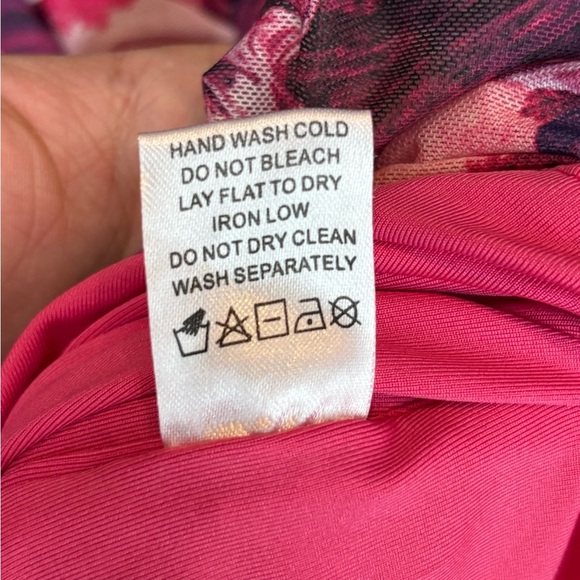 HAND WASH COLD
DO NOT BLEACH
LAY FLAT TO DRY
IRON LOW
DO NOT DRY CLEAN
WASH SEPARATELY